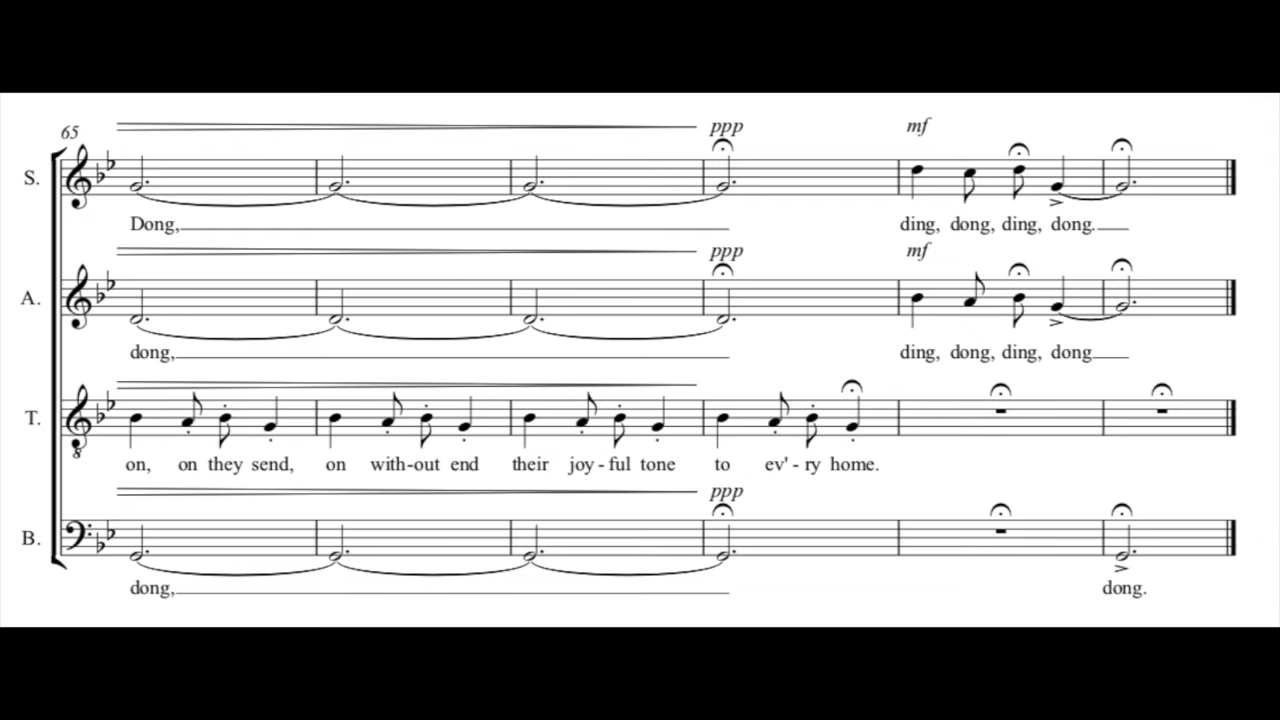 65
ppp mf
S.
Dong, ding, dong, ding, dong.
ppp mf
A.
dong, ding, dong, ding, dong
T.
on, on they send, on with-out end their joy - ful tone to ev' - ry home.
ppp
B.
dong, dong.